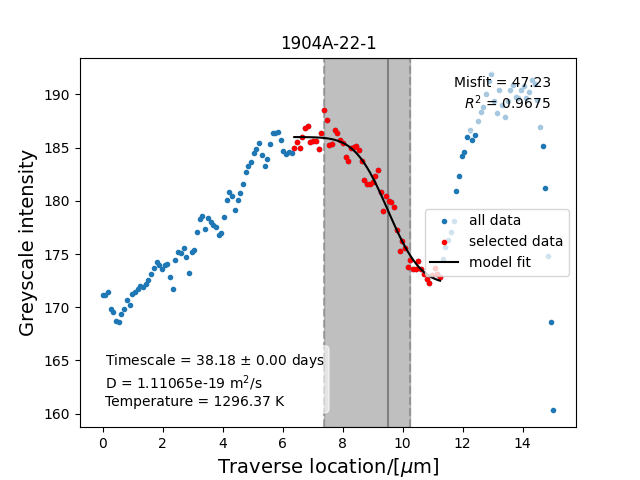 1904A-22-1
Misfit = 47.23
R² = 0.9675
Greyscale intensity
190
185
180
175
170
165
160
all data
selected data
model fit
Timescale = 38.18 ± 0.00 days
D = 1.11065e-19 m²/s
Temperature = 1296.37 K
0 2 4 6 8 10 12 14
Traverse location/[μm]